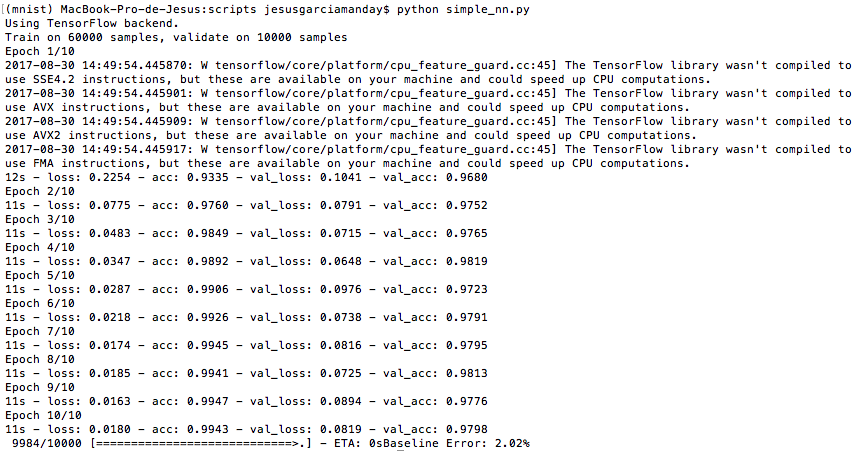 [(mnist) MacBook-Pro-de-Jesus:scripts jesusgarciamanday$ python simple_nn.py
Using TensorFlow backend.
Train on 60000 samples, validate on 10000 samples
Epoch 1/10
2017-08-30 14:49:54.445870: W tensorflow/core/platform/cpu_feature_guard.cc:45] The TensorFlow library wasn't compiled to
use SSE4.2 instructions, but these are available on your machine and could speed up CPU computations.
2017-08-30 14:49:54.445901: W tensorflow/core/platform/cpu_feature_guard.cc:45] The TensorFlow library wasn't compiled to
use AVX instructions, but these are available on your machine and could speed up CPU computations.
2017-08-30 14:49:54.445909: W tensorflow/core/platform/cpu_feature_guard.cc:45] The TensorFlow library wasn't compiled to
use AVX2 instructions, but these are available on your machine and could speed up CPU computations.
2017-08-30 14:49:54.445917: W tensorflow/core/platform/cpu_feature_guard.cc:45] The TensorFlow library wasn't compiled to
use FMA instructions, but these are available on your machine and could speed up CPU computations.
12s - loss: 0.2254 - acc: 0.9335 - val_loss: 0.1041 - val_acc: 0.9680
Epoch 2/10
11s - loss: 0.0775 - acc: 0.9760 - val_loss: 0.0791 - val_acc: 0.9752
Epoch 3/10
11s - loss: 0.0483 - acc: 0.9849 - val_loss: 0.0715 - val_acc: 0.9765
Epoch 4/10
11s - loss: 0.0347 - acc: 0.9892 - val_loss: 0.0648 - val_acc: 0.9819
Epoch 5/10
11s - loss: 0.0287 - acc: 0.9906 - val_loss: 0.0976 - val_acc: 0.9723
Epoch 6/10
11s - loss: 0.0218 - acc: 0.9926 - val_loss: 0.0738 - val_acc: 0.9791
Epoch 7/10
11s - loss: 0.0174 - acc: 0.9945 - val_loss: 0.0816 - val_acc: 0.9795
Epoch 8/10
11s - loss: 0.0185 - acc: 0.9941 - val_loss: 0.0725 - val_acc: 0.9813
Epoch 9/10
11s - loss: 0.0163 - acc: 0.9947 - val_loss: 0.0894 - val_acc: 0.9776
Epoch 10/10
11s - loss: 0.0180 - acc: 0.9943 - val_loss: 0.0819 - val_acc: 0.9798
 9984/10000 [============================>.] - ETA: 0sBaseline Error: 2.02%